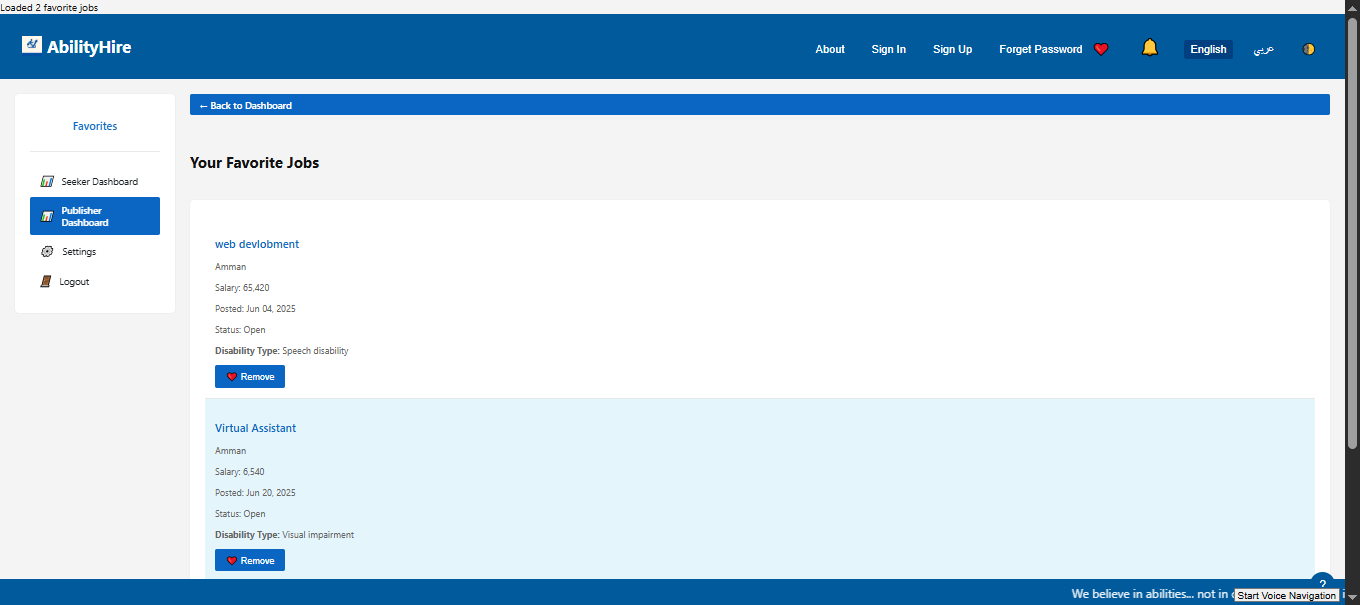 Loaded 2 favorite jobs
AbilityHire
About Sign In Sign Up Forget Password English عربي
Favorites
Seeker Dashboard
Publisher
Dashboard
Settings
Logout
← Back to Dashboard
Your Favorite Jobs
web devlobment
Amman
Salary: 65,420
Posted: Jun 04, 2025
Status: Open
Disability Type: Speech disability
Remove
Virtual Assistant
Amman
Salary: 6,540
Posted: Jun 20, 2025
Status: Open
Disability Type: Visual impairment
Remove
?
We believe in abilities... not in
Start Voice Navigation